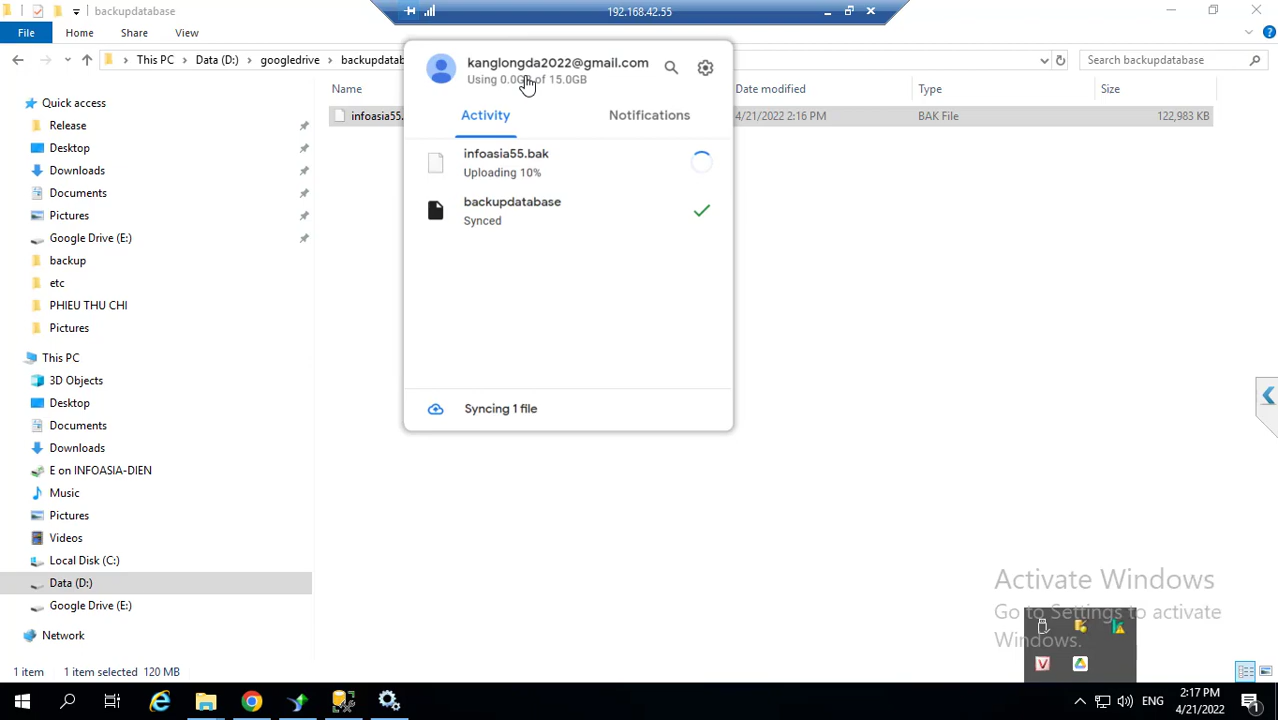 backupdatabase
192.168.42.55
File Home Share View
This PC Data (D:) googledrive backupdatab
Search backupdatabase
Name Date modified Type Size
infoasia55. 4/21/2022 2:16 PM BAK File 122,983 KB
Quick access
Release
Desktop
Downloads
Documents
Pictures
Google Drive (E:)
backup
etc
PHIEU THU CHI
Pictures
This PC
3D Objects
Desktop
Documents
Downloads
E on INFOASIA-DIEN
Music
Pictures
Videos
Local Disk (C:)
Data (D:)
Google Drive (E:)
Network
kanglongda2022@gmail.com
Using 0.0GB of 15.0GB
Activity Notifications
infoasia55.bak
Uploading 10%
backupdatabase
Synced
Syncing 1 file
Activate Windows
Go to Settings to activate
Windows.
1 item 1 item selected 120 MB
ENG
2:17 PM
4/21/2022
1